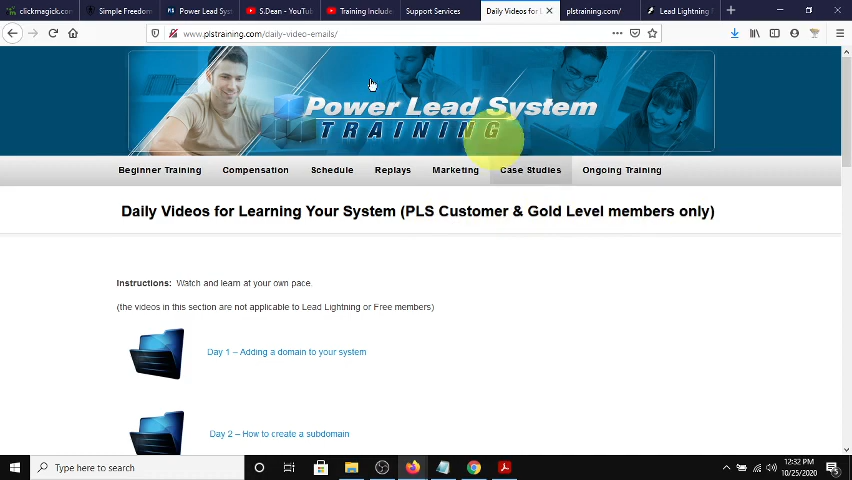 clickmagick.com
Simple Freedom
Power Lead Sys
S.Dean - YouTub
Training Include
Support Services
Daily Videos for L
plstraining.com/
Lead Lightning
www.plstraining.com/daily-video-emails/
Power Lead System
TRAINING
Beginner Training Compensation Schedule Replays Marketing Case Studies Ongoing Training
Daily Videos for Learning Your System (PLS Customer & Gold Level members only)
Instructions: Watch and learn at your own pace
(the videos in this section are not applicable to Lead Lightning or Free members)
Day 1 – Adding a domain to your system
Day 2 – How to create a subdomain
Type here to search
12:32 PM
10/25/2020